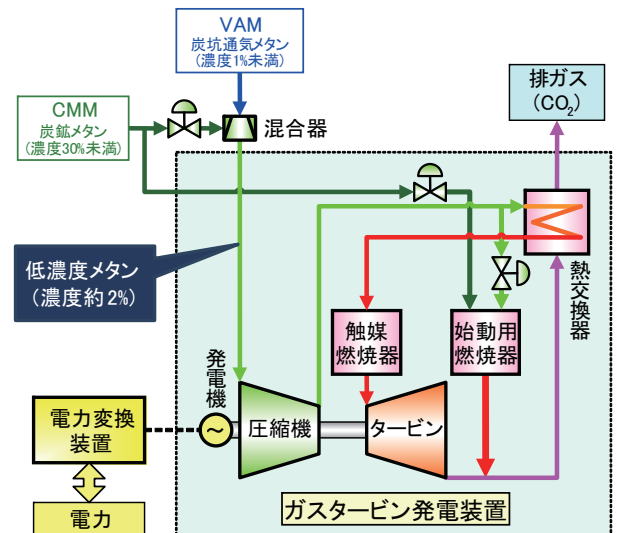 VAM
炭坑通気メタン
(濃度1%未満)
CMM
炭鉱メタン
(濃度30%未満)
混合器
排ガス
(CO₂)
低濃度メタン
(濃度約2%)
熱交換器
触媒
燃焼器
始動用
燃焼器
発電機
電力変換
装置
~
圧縮機
タービン
電力
ガスタービン発電装置